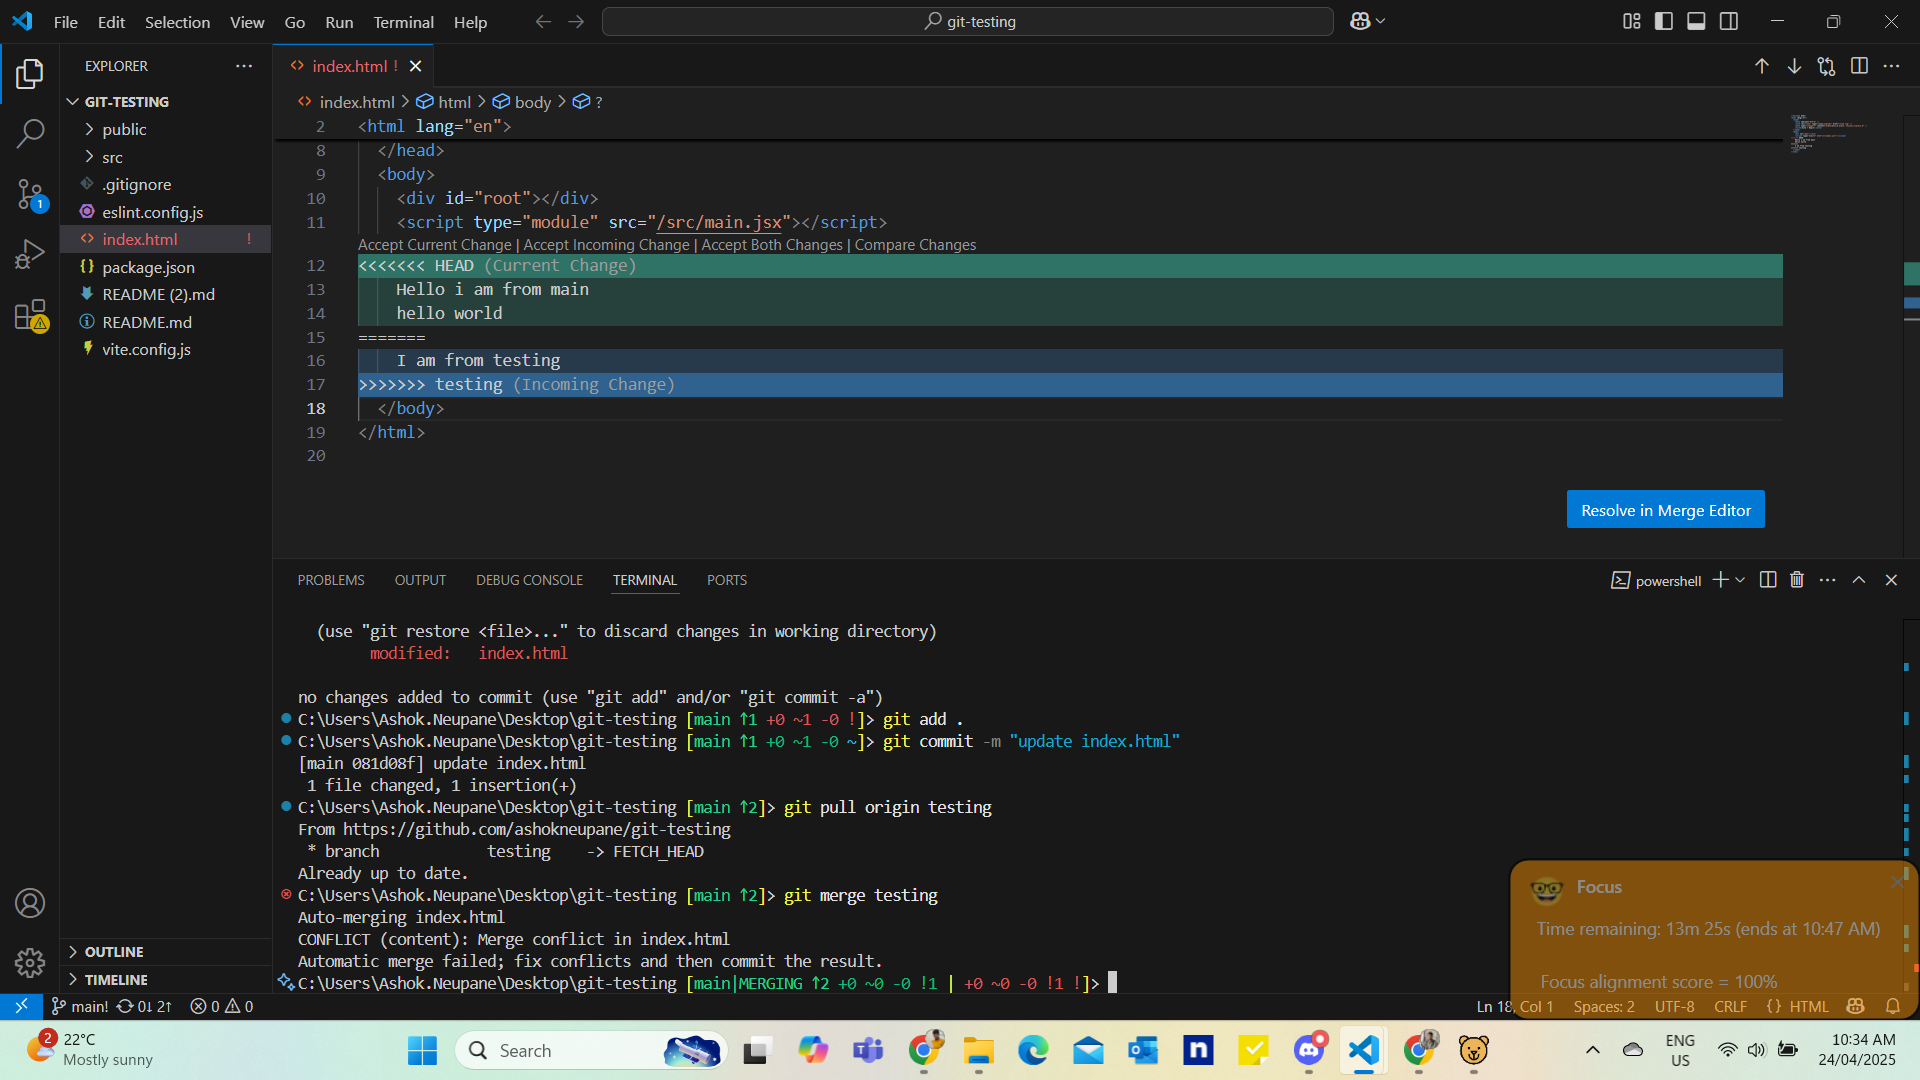 File Edit Selection View Go Run Terminal Help
git-testing
EXPLORER
GIT-TESTING
public
src
.gitignore
eslint.config.js
index.html !
package.json
README (2).md
README.md
vite.config.js
OUTLINE
TIMELINE
1
index.html !
index.html > html > body > ?
2 <html lang="en">
8 </head>
9 <body>
10 <div id="root"></div>
11 <script type="module" src="/src/main.jsx"></script>
Accept Current Change | Accept Incoming Change | Accept Both Changes | Compare Changes
12 <<<<<<< HEAD (Current Change)
13 Hello i am from main
14 hello world
15 =======
16 I am from testing
17 >>>>>>> testing (Incoming Change)
18 </body>
19 </html>
20
Resolve in Merge Editor
PROBLEMS OUTPUT DEBUG CONSOLE TERMINAL PORTS
powershell
(use "git restore <file>..." to discard changes in working directory)
modified: index.html
no changes added to commit (use "git add" and/or "git commit -a")
C:\Users\Ashok.Neupane\Desktop\git-testing [main ↑1 +0 ~1 -0 !]> git add .
C:\Users\Ashok.Neupane\Desktop\git-testing [main ↑1 +0 ~1 -0 ~]> git commit -m "update index.html"
[main 081d08f] update index.html
1 file changed, 1 insertion(+)
C:\Users\Ashok.Neupane\Desktop\git-testing [main ↑2]> git pull origin testing
From https://github.com/ashokneupane/git-testing
* branch testing -> FETCH_HEAD
Already up to date.
C:\Users\Ashok.Neupane\Desktop\git-testing [main ↑2]> git merge testing
Auto-merging index.html
CONFLICT (content): Merge conflict in index.html
Automatic merge failed; fix conflicts and then commit the result.
C:\Users\Ashok.Neupane\Desktop\git-testing [main|MERGING ↑2 +0 ~0 -0 !1 | +0 ~0 -0 !1 !]>
Focus
Time remaining: 13m 25s (ends at 10:47 AM)
Focus alignment score = 100%
main! 0↓ 2↑ 0 0
Ln 18, Col 1 Spaces: 2 UTF-8 CRLF {} HTML
2
22°C
Mostly sunny
Search
ENG
US
10:34 AM
24/04/2025